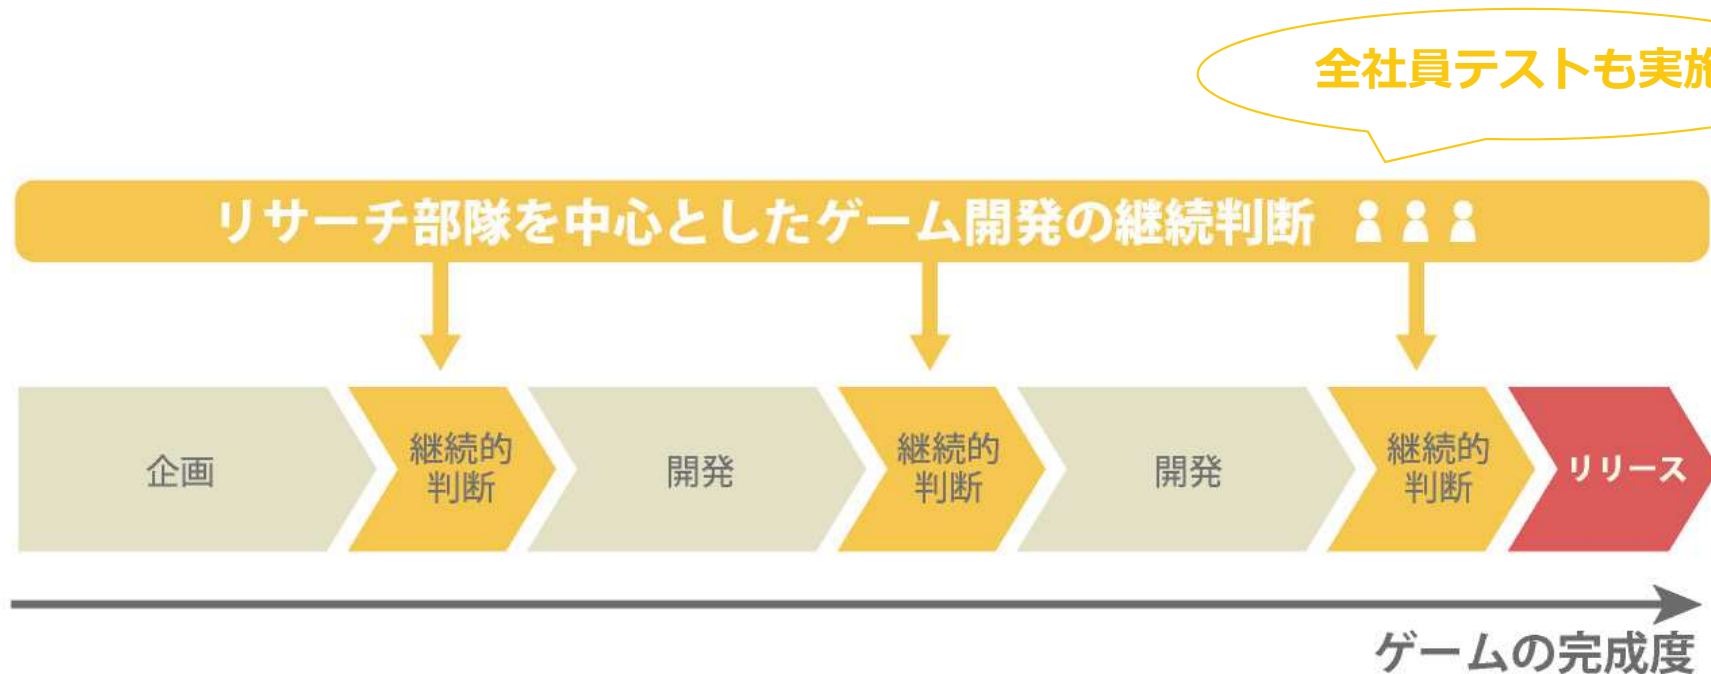 全社員テストも実施
リサーチ部隊を中心としたゲーム開発の継続判断
企画
継続的
判断
開発
継続的
判断
開発
継続的
判断
リリース
ゲームの完成度